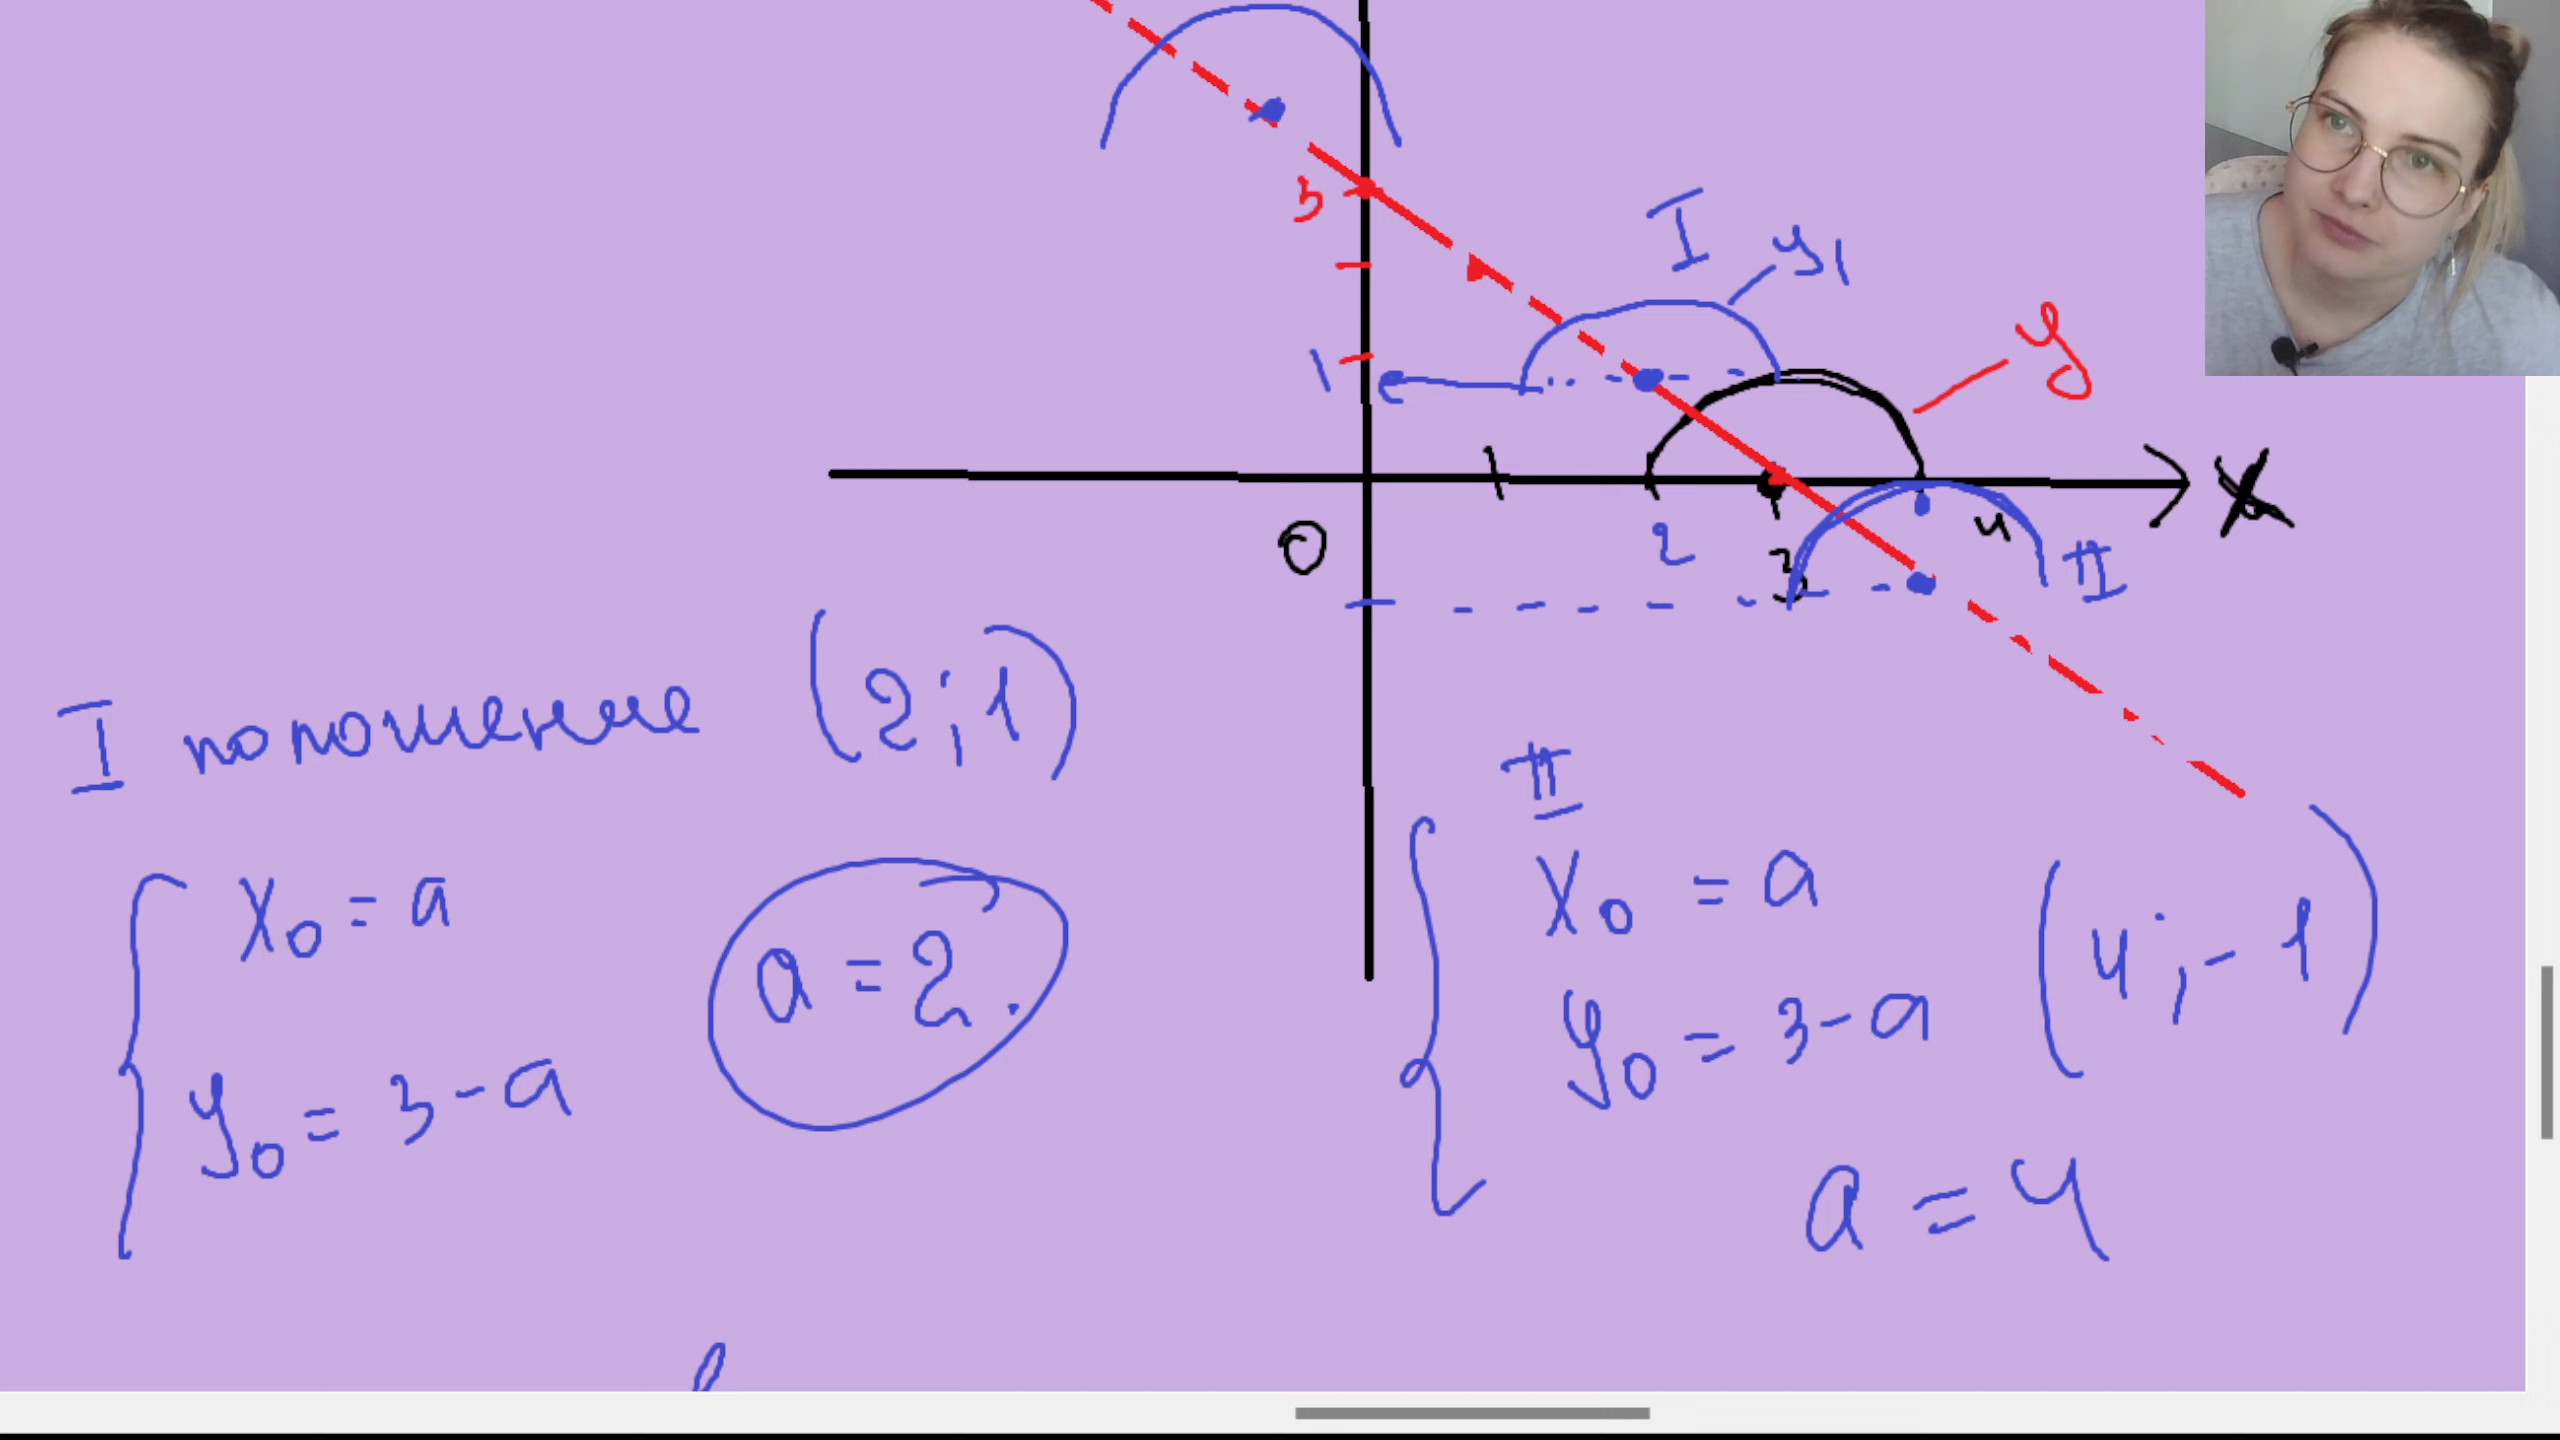 3
I
y1
y
1
0
2
3
4
II
x
I положение (2; 1)
II
x0 = a
y0 = 3 - a
a = 2.
x0 = a
y0 = 3 - a
(4; -1)
a = 4